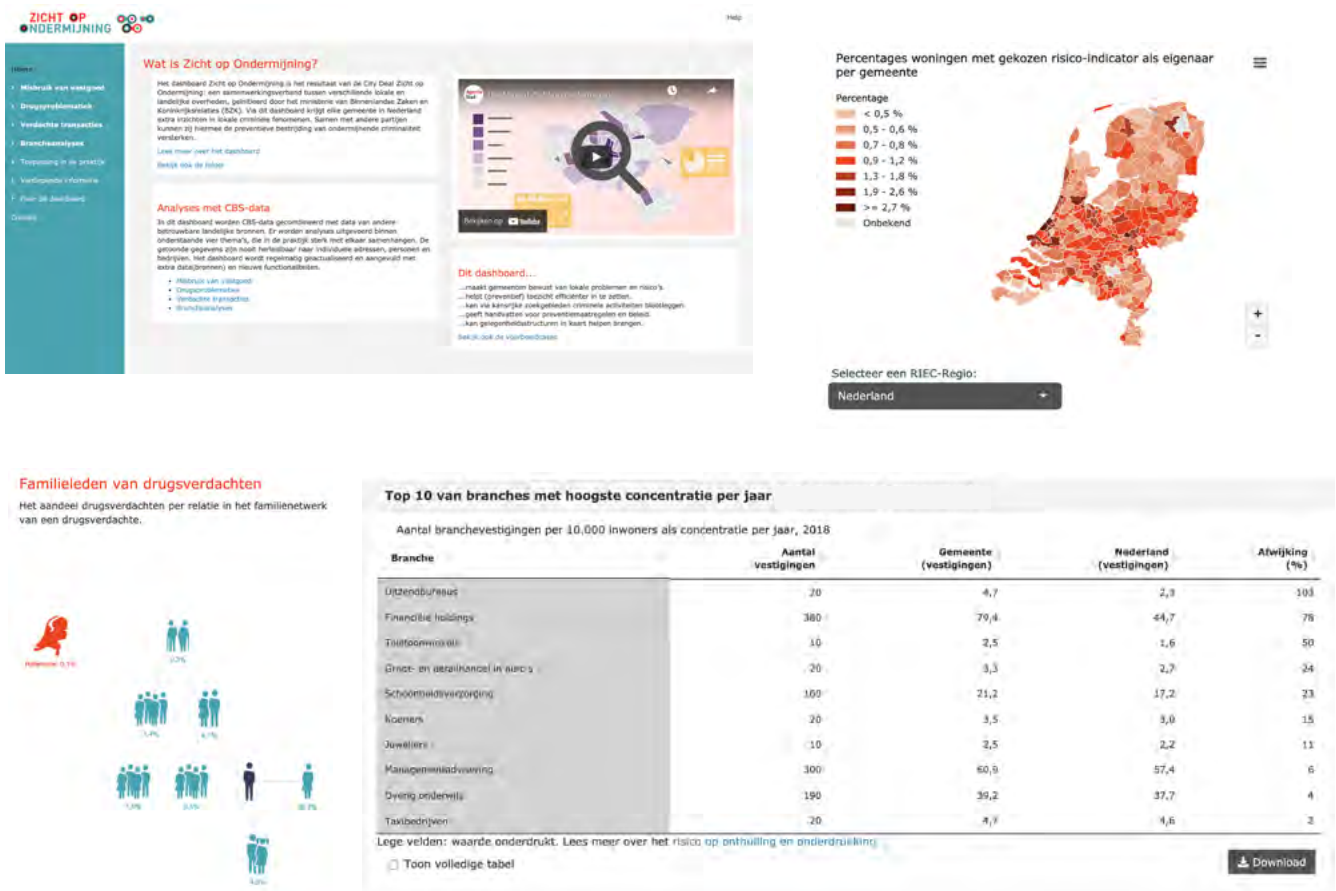 ZICHT OP
ONDERMIJNING
Help
Home
Misbruik van vastgoed
Drugsproblematiek
Verdachte transacties
Branchanalyses
Toepassing in de praktijk
Verdiepende informatie
Over dit dashboard
Contact
Wat is Zicht op Ondermijning?
Het dashboard Zicht op Ondermijning is het resultaat van de City Deal Zicht op
Ondermijning: een samenwerkingsverband tussen verschillende lokale en
landelijke overheden, geïnitieerd door het ministerie van Binnenlandse Zaken en
Koninkrijksrelaties (BZK). Via dit dashboard krijgt elke gemeente in Nederland
extra inzichten in lokale criminele fenomenen. Samen met andere partijen
kunnen zij hiermee de preventieve bestrijding van ondermijnende criminaliteit
versterken.
Lees meer over het dashboard
Bekijk ook de folder
Analyses met CBS-data
In dit dashboard worden CBS-data gecombineerd met data van andere
betrouwbare landelijke bronnen. Er worden analyses uitgevoerd binnen
onderstaande vier thema's, die in de praktijk sterk met elkaar samenhangen. De
getoonde gegevens zijn nooit herleidbaar naar individuele adressen, personen en
bedrijven. Het dashboard wordt regelmatig geactualiseerd en aangevuld met
extra data(bronnen) en nieuwe functionaliteiten.
Misbruik van vastgoed
Drugsproblematiek
Verdachte transacties
Branchanalyses
Bekijken op YouTube
Dit dashboard...
...maakt gemeenten bewust van lokale problemen en risico's.
...helpt (preventief) toezicht efficiënter in te zetten.
...kan via kansrijke zoekgebieden criminele activiteiten blootleggen.
...geeft handvatten voor preventiemaatregelen en beleid.
...kan gelegenheidsstructuren in kaart helpen brengen.
Bekijk ook de voorbeeldcases
Percentages woningen met gekozen risico-indicator als eigenaar
per gemeente
Percentage
< 0,5 %
0,5 - 0,6 %
0,7 - 0,8 %
0,9 - 1,2 %
1,3 - 1,8 %
1,9 - 2,6 %
>= 2,7 %
Onbekend
+
-
Selecteer een RIEC-Regio:
Nederland
Familieleden van drugsverdachten
Het aandeel drugsverdachten per relatie in het familienetwerk
van een drugsverdachte.
Top 10 van branches met hoogste concentratie per jaar
Aantal branchevestigingen per 10.000 inwoners als concentratie per jaar, 2018
Branche Aantal vestigingen Gemeente (vestigingen) Nederland (vestigingen) Afwijking (%)
Uitzendbureaus 20 4,7 2,3 103
Financiële holdings 380 79,4 44,7 78
Telefoonwinkels 10 2,5 1,6 50
Groot- en detailhandel in auto's 20 3,3 2,7 24
Schoonheidsverzorging 160 21,2 17,2 23
Koeriers 20 3,5 3,0 15
Juweliers 10 2,5 2,2 11
Managementadvisering 300 60,9 57,4 6
Overig onderwijs 190 39,2 37,7 4
Taxibedrijven 20 4,7 4,6 2
Lege velden: waarde onderdrukt. Lees meer over het risico op onthulling en onderdrukking
Toon volledige tabel
Download